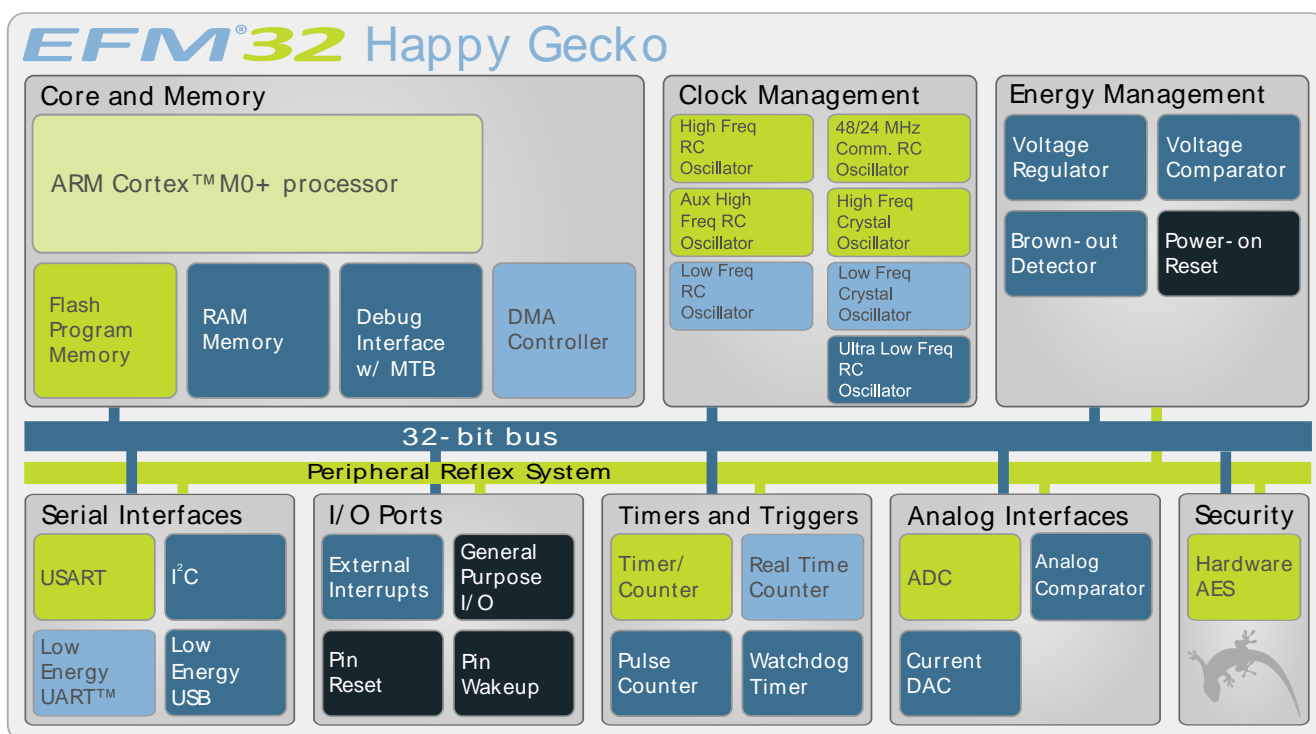 EFM®32 Happy Gecko
Core and Memory
ARM Cortex™ M0+ processor
Flash
Program
Memory
RAM
Memory
Debug
Interface
w/ MTB
DMA
Controller
Clock Management
High Freq
RC
Oscillator
48/24 MHz
Comm. RC
Oscillator
Aux High
Freq RC
Oscillator
High Freq
Crystal
Oscillator
Low Freq
RC
Oscillator
Low Freq
Crystal
Oscillator
Ultra Low Freq
RC
Oscillator
Energy Management
Voltage
Regulator
Voltage
Comparator
Brown-out
Detector
Power-on
Reset
32-bit bus
Peripheral Reflex System
Serial Interfaces
USART
I²C
Low
Energy
UART™
Low
Energy
USB
I/O Ports
External
Interrupts
General
Purpose
I/O
Pin
Reset
Pin
Wakeup
Timers and Triggers
Timer/
Counter
Real Time
Counter
Pulse
Counter
Watchdog
Timer
Analog Interfaces
ADC
Analog
Comparator
Current
DAC
Security
Hardware
AES